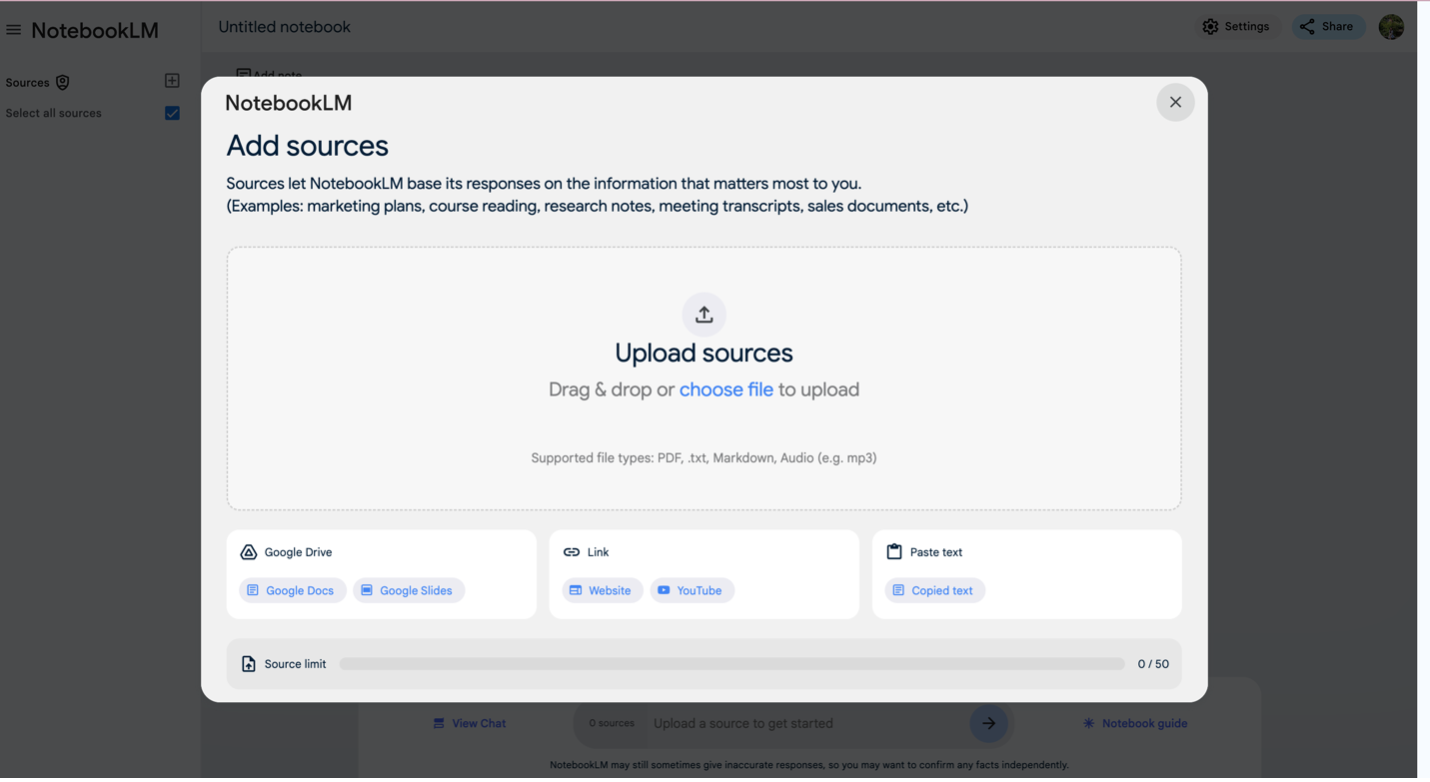 NotebookLM
Untitled notebook
Settings
Share
Sources
Select all sources
Add note
NotebookLM
Add sources
Sources let NotebookLM base its responses on the information that matters most to you.
(Examples: marketing plans, course reading, research notes, meeting transcripts, sales documents, etc.)
Upload sources
Drag & drop or choose file to upload
Supported file types: PDF, .txt, Markdown, Audio (e.g. mp3)
Google Drive
Google Docs Google Slides
Link
Website YouTube
Paste text
Copied text
Source limit 0 / 50
View Chat
0 sources Upload a source to get started
Notebook guide
NotebookLM may still sometimes give inaccurate responses, so you may want to confirm any facts independently.